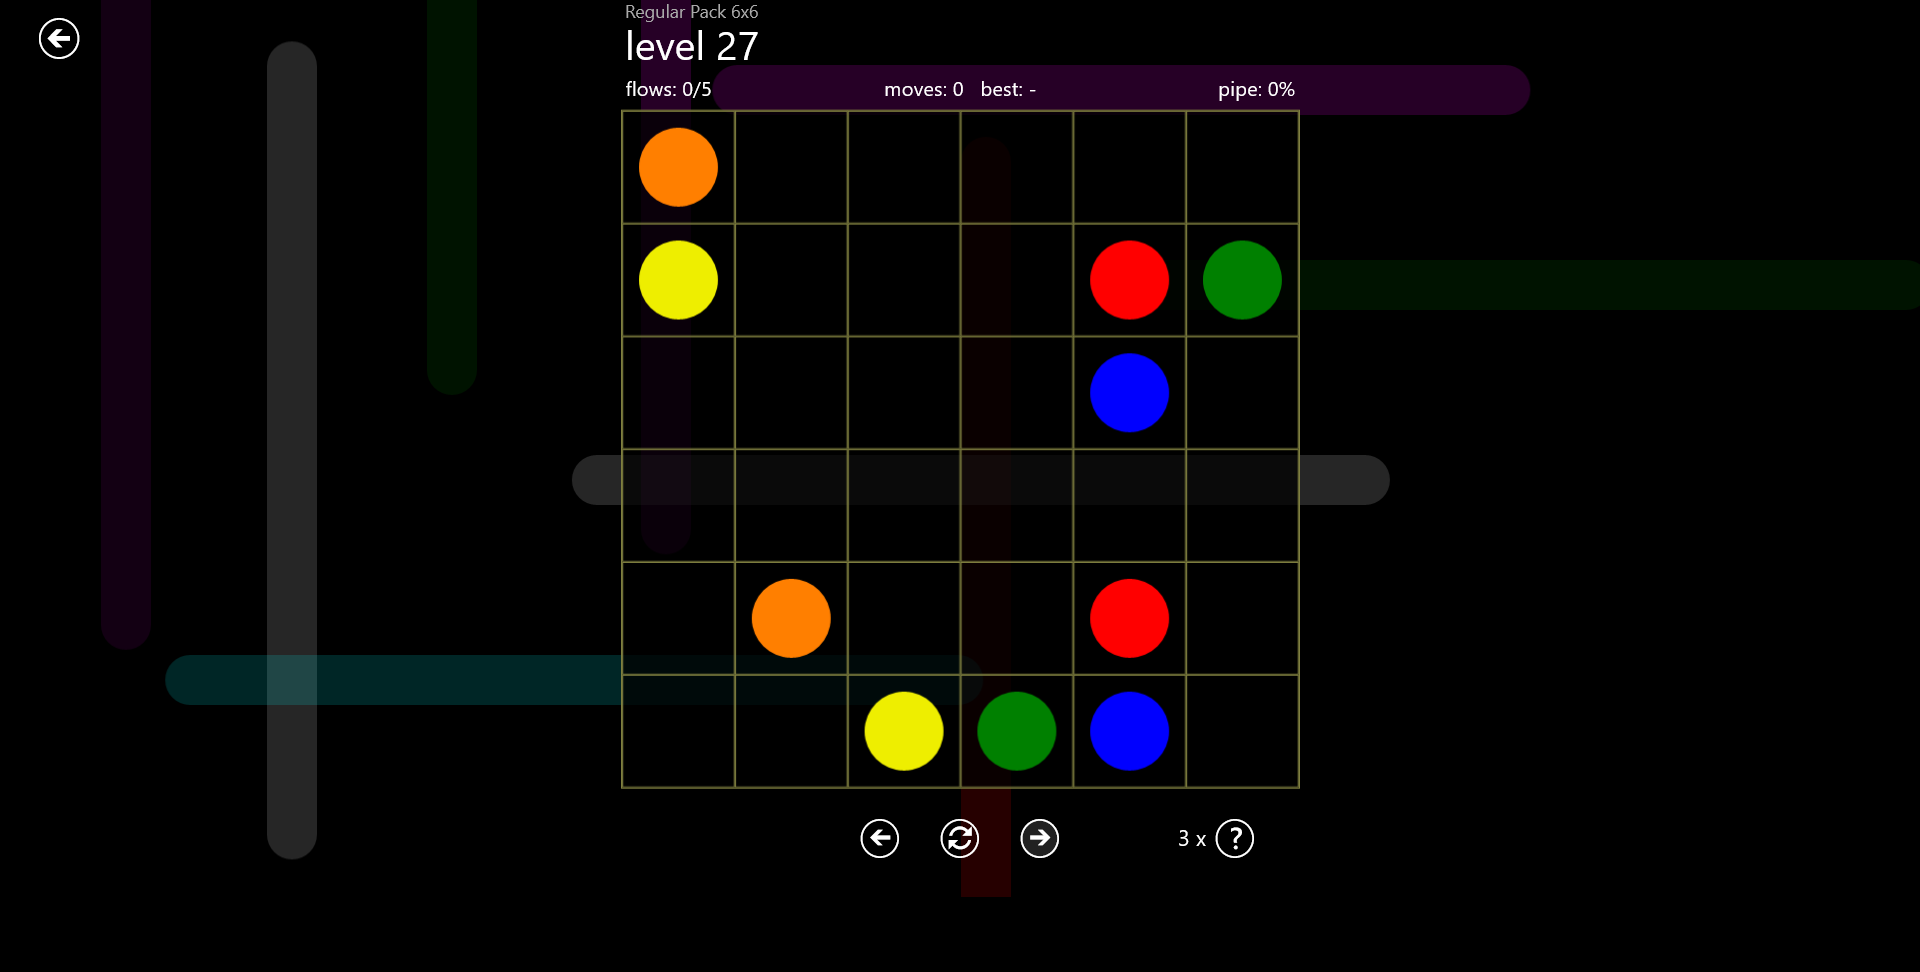 Regular Pack 6x6
level 27
flows: 0/5 moves: 0 best: - pipe: 0%
3 x ?